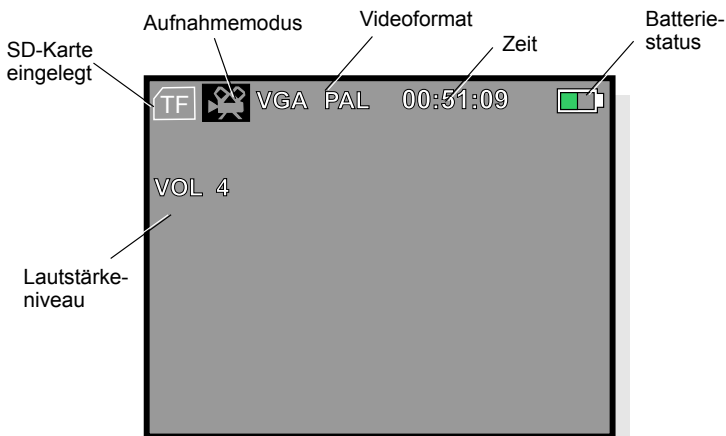 Aufnahmemodus
Videoformat
Batterie-
status
SD-Karte
eingelegt
Zeit
TF
VGA PAL 00:51:09
VOL 4
Lautstärke-
niveau